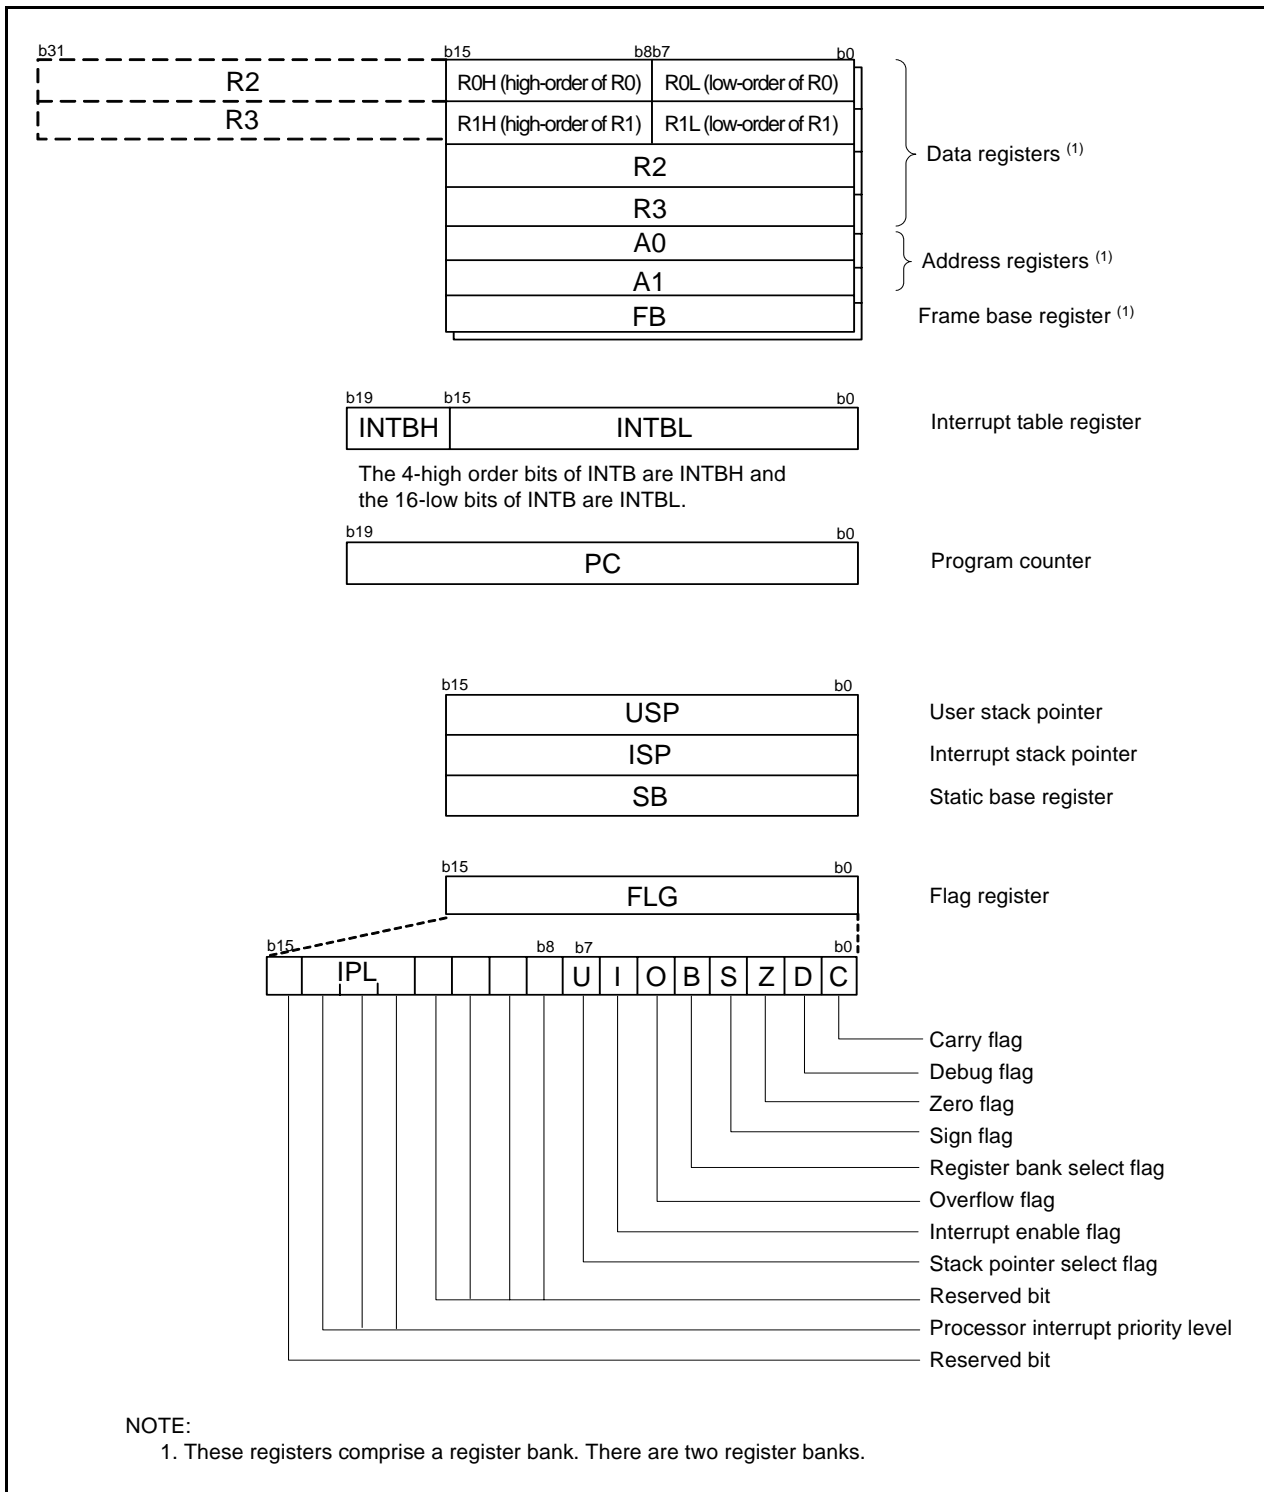 b31 b15 b8b7 b0
R2 R0H (high-order of R0) R0L (low-order of R0)
R3 R1H (high-order of R1) R1L (low-order of R1)
R2
Data registers (1)
R3
A0
Address registers (1)
A1
FB Frame base register (1)
b19 b15 b0
INTBH INTBL Interrupt table register
The 4-high order bits of INTB are INTBH and
the 16-low bits of INTB are INTBL.
b19 b0
PC Program counter
b15 b0
USP User stack pointer
ISP Interrupt stack pointer
SB Static base register
b15 b0
FLG Flag register
b15 b8 b7 b0
IPL U I O B S Z D C
Carry flag
Debug flag
Zero flag
Sign flag
Register bank select flag
Overflow flag
Interrupt enable flag
Stack pointer select flag
Reserved bit
Processor interrupt priority level
Reserved bit
NOTE:
1. These registers comprise a register bank. There are two register banks.